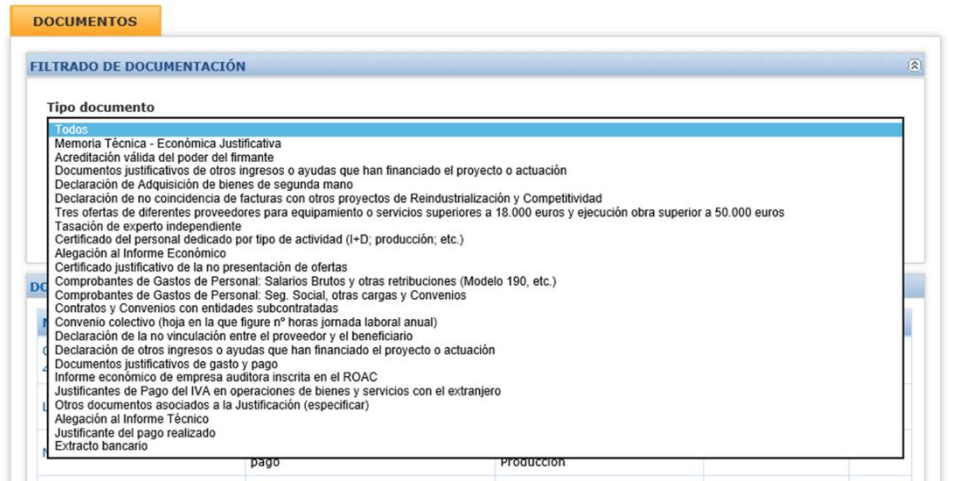 DOCUMENTOS
FILTRADO DE DOCUMENTACIÓN
Tipo documento
Todos
Memoria Técnica - Económica Justificativa
Acreditación válida del poder del firmante
Documentos justificativos de otros ingresos o ayudas que han financiado el proyecto o actuación
Declaración de Adquisición de bienes de segunda mano
Declaración de no coincidencia de facturas con otros proyectos de Reindustrialización y Competitividad
Tres ofertas de diferentes proveedores para equipamiento o servicios superiores a 18.000 euros y ejecución obra superior a 50.000 euros
Tasación de experto independiente
Certificado del personal dedicado por tipo de actividad (I+D; producción; etc.)
Alegación al Informe Económico
Certificado justificativo de la no presentación de ofertas
Comprobantes de Gastos de Personal: Salarios Brutos y otras retribuciones (Modelo 190, etc.)
Comprobantes de Gastos de Personal: Seg. Social, otras cargas y Convenios
Contratos y Convenios con entidades subcontratadas
Convenio colectivo (hoja en la que figure nº horas jornada laboral anual)
Declaración de la no vinculación entre el proveedor y el beneficiario
Declaración de otros ingresos o ayudas que han financiado el proyecto o actuación
Documentos justificativos de gasto y pago
Informe económico de empresa auditora inscrita en el ROAC
Justificantes de Pago del IVA en operaciones de bienes y servicios con el extranjero
Otros documentos asociados a la Justificación (especificar)
Alegación al Informe Técnico
Justificante del pago realizado
Extracto bancario
pago Producción